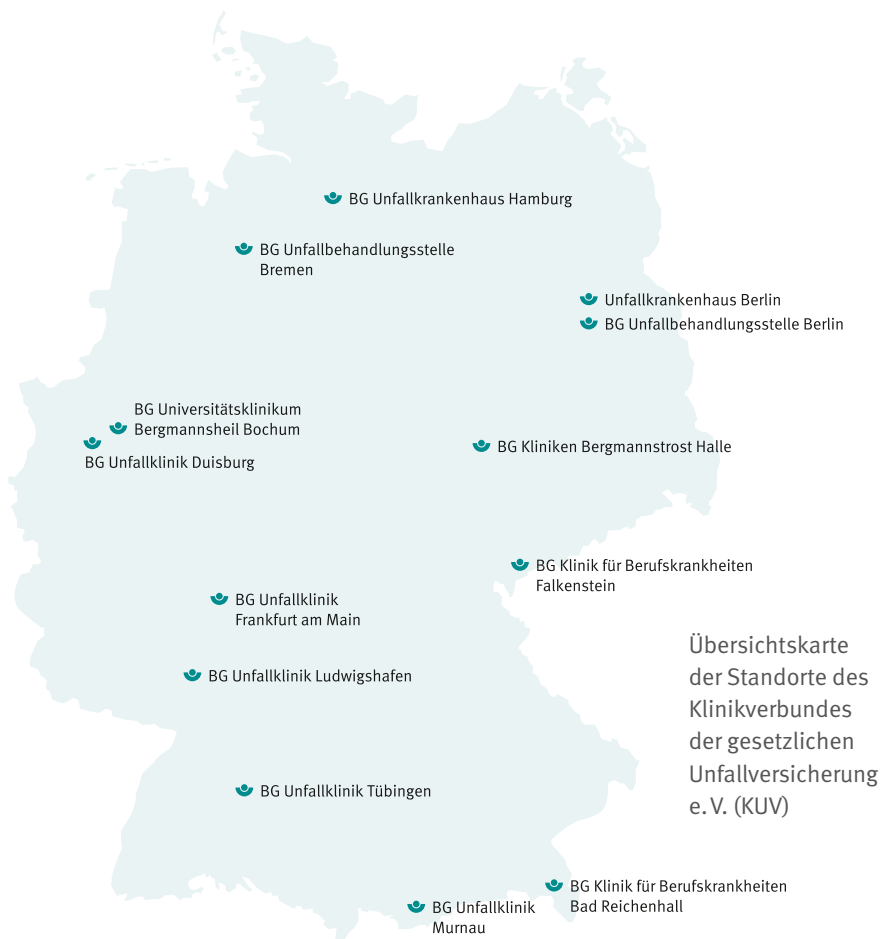 BG Unfallkrankenhaus Hamburg
BG Unfallbehandlungsstelle
Bremen
Unfallkrankenhaus Berlin
BG Unfallbehandlungsstelle Berlin
BG Universitätsklinikum
Bergmannsheil Bochum
BG Unfallklinik Duisburg
BG Kliniken Bergmannstrost Halle
BG Klinik für Berufskrankheiten
Falkenstein
BG Unfallklinik
Frankfurt am Main
BG Unfallklinik Ludwigshafen
Übersichtskarte
der Standorte des
Klinikverbundes
der gesetzlichen
Unfallversicherung
e. V. (KUV)
BG Unfallklinik Tübingen
BG Klinik für Berufskrankheiten
Bad Reichenhall
BG Unfallklinik
Murnau